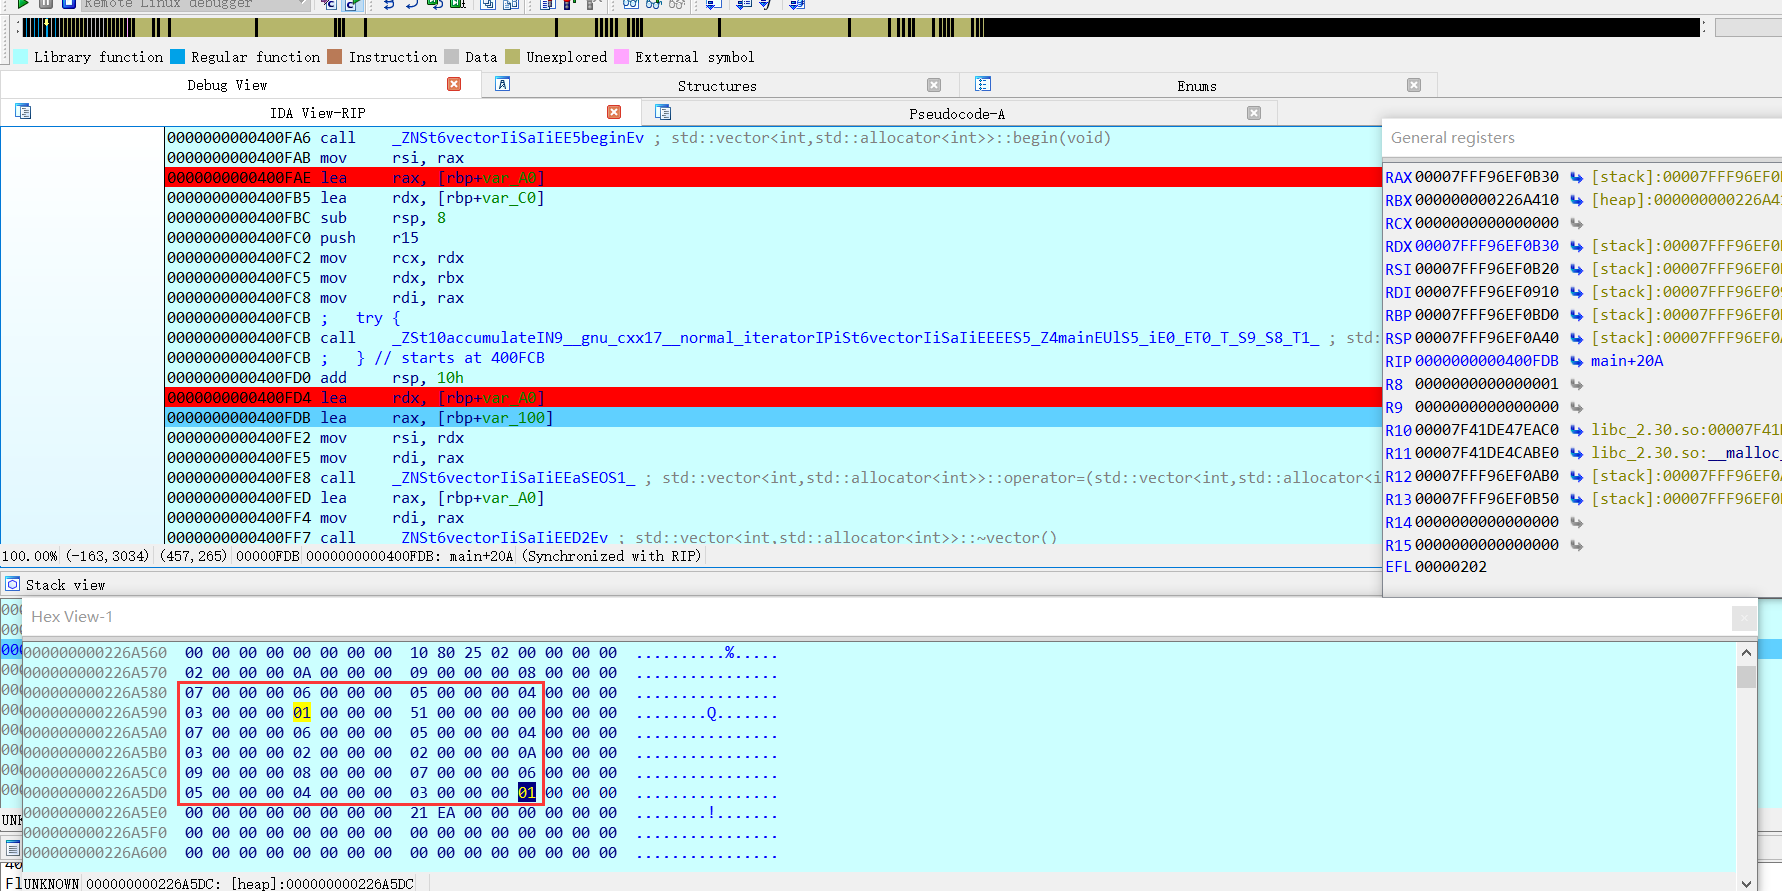 Remote Linux debugger
Library function Regular function Instruction Data Unexplored External symbol
Debug View Structures Enums
IDA View-RIP Pseudocode-A
0000000000400FA6 call _ZNSt6vectorIiSaIiEE5beginEv ; std::vector<int,std::allocator<int>>::begin(void)
0000000000400FAB mov rsi, rax
0000000000400FAE lea rax, [rbp+var_A0]
0000000000400FB5 lea rdx, [rbp+var_C0]
0000000000400FBC sub rsp, 8
0000000000400FC0 push r15
0000000000400FC2 mov rcx, rdx
0000000000400FC5 mov rdx, rbx
0000000000400FC8 mov rdi, rax
0000000000400FCB ; try {
0000000000400FCB call _ZSt10accumulateIN9__gnu_cxx17__normal_iteratorIPiSt6vectorIiSaIiEEEES5_Z4mainEUlS5_iE0_ET0_T_S9_S8_T1_ ; std:
0000000000400FCB ; } // starts at 400FCB
0000000000400FD0 add rsp, 10h
0000000000400FD4 lea rdx, [rbp+var_A0]
0000000000400FDB lea rax, [rbp+var_100]
0000000000400FE2 mov rsi, rdx
0000000000400FE5 mov rdi, rax
0000000000400FE8 call _ZNSt6vectorIiSaIiEEaSEOS1_ ; std::vector<int,std::allocator<int>>::operator=(std::vector<int,std::allocator<i
0000000000400FED lea rax, [rbp+var_A0]
0000000000400FF4 mov rdi, rax
0000000000400FF7 call _ZNSt6vectorIiSaIiEED2Ev ; std::vector<int,std::allocator<int>>::~vector()
100.00% (-163,3034) (457,265) 00000FDB 0000000000400FDB: main+20A (Synchronized with RIP)
General registers
RAX 00007FFF96EF0B30 [stack]:00007FFF96EF0
RBX 000000000226A410 [heap]:000000000226A4
RCX 0000000000000000
RDX 00007FFF96EF0B30 [stack]:00007FFF96EF0
RSI 00007FFF96EF0B20 [stack]:00007FFF96EF0
RDI 00007FFF96EF0910 [stack]:00007FFF96EF0
RBP 00007FFF96EF0BD0 [stack]:00007FFF96EF0
RSP 00007FFF96EF0A40 [stack]:00007FFF96EF0
RIP 0000000000400FDB main+20A
R8 0000000000000001
R9 0000000000000000
R10 00007F41DE47EAC0 libc_2.30.so:00007F41
R11 00007F41DE4CABE0 libc_2.30.so:__malloc_
R12 00007FFF96EF0AB0 [stack]:00007FFF96EF0
R13 00007FFF96EF0B50 [stack]:00007FFF96EF0
R14 0000000000000000
R15 0000000000000000
EFL 00000202
Stack view
Hex View-1
000000000226A560 00 00 00 00 00 00 00 00 10 80 25 02 00 00 00 00 ..........%.....
000000000226A570 02 00 00 00 0A 00 00 00 09 00 00 00 08 00 00 00 ................
000000000226A580 07 00 00 00 06 00 00 00 05 00 00 00 04 00 00 00 ................
000000000226A590 03 00 00 00 01 00 00 00 51 00 00 00 00 00 00 00 ........Q.......
000000000226A5A0 07 00 00 00 06 00 00 00 05 00 00 00 04 00 00 00 ................
000000000226A5B0 03 00 00 00 02 00 00 00 02 00 00 00 0A 00 00 00 ................
000000000226A5C0 09 00 00 00 08 00 00 00 07 00 00 00 06 00 00 00 ................
000000000226A5D0 05 00 00 00 04 00 00 00 03 00 00 00 01 00 00 00 ................
000000000226A5E0 00 00 00 00 00 00 00 00 21 EA 00 00 00 00 00 00 ........!.......
000000000226A5F0 00 00 00 00 00 00 00 00 00 00 00 00 00 00 00 00 ................
000000000226A600 00 00 00 00 00 00 00 00 00 00 00 00 00 00 00 00 ................
UNKNOWN 000000000226A5DC: [heap]:000000000226A5DC